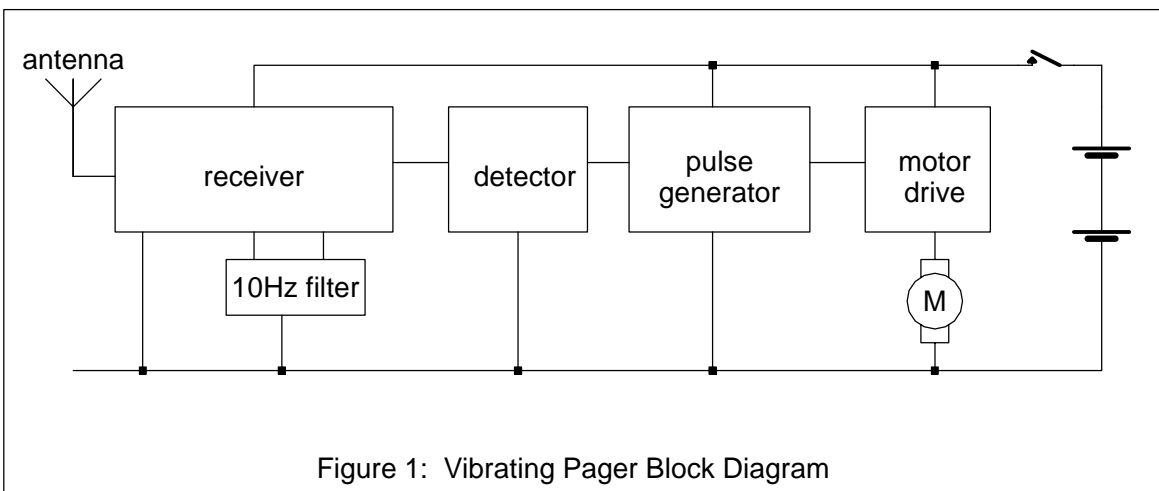 antenna
receiver
detector
pulse
generator
motor
drive
10Hz filter
M
Figure 1: Vibrating Pager Block Diagram